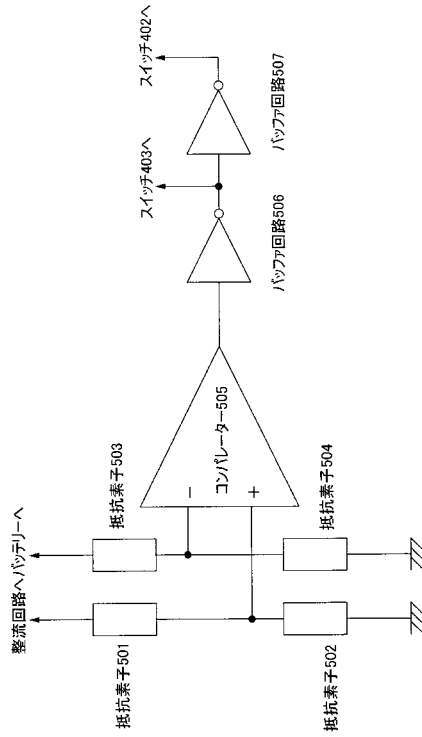 整流回路へ
バッテリーへ
抵抗素子501
抵抗素子503
抵抗素子502
抵抗素子504
−
+
コンパレーター505
バッファ回路506
スイッチ403へ
バッファ回路507
スイッチ402へ